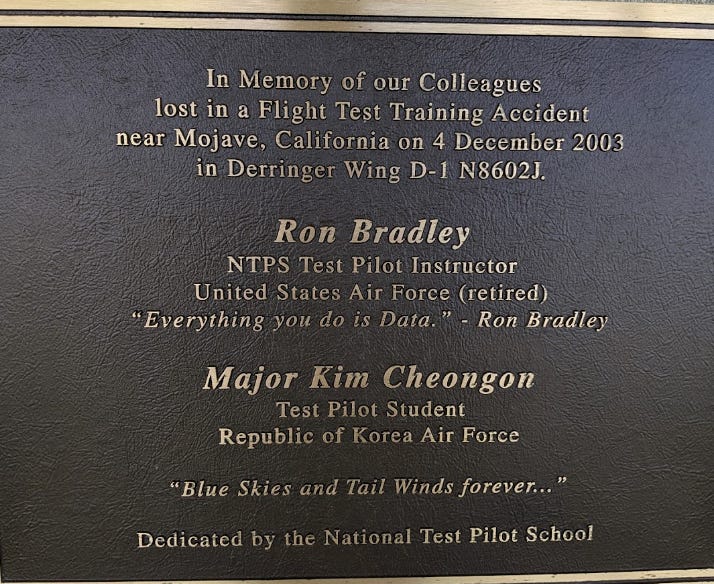 In Memory of our Colleagues
lost in a Flight Test Training Accident
near Mojave, California on 4 December 2003
in Derringer Wing D-1 N8602J.
Ron Bradley
NTPS Test Pilot Instructor
United States Air Force (retired)
“Everything you do is Data.” - Ron Bradley
Major Kim Cheongon
Test Pilot Student
Republic of Korea Air Force
“Blue Skies and Tail Winds forever...”
Dedicated by the National Test Pilot School